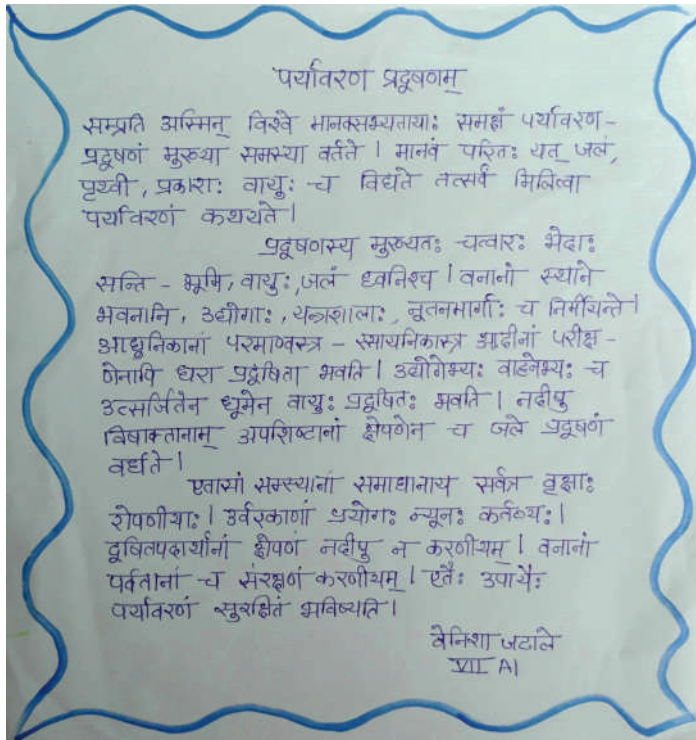 पर्यावरण प्रदूषणम्
सम्प्रति अस्मिन् विश्वे मानवसभ्यतायाः समक्षं पर्यावरण-
प्रदूषणं मुख्या समस्या वर्तते । मानवं परितः यत् जलं,
पृथ्वी, प्रकाशः वायुः च विद्यते तत्सर्वं मिलित्वा
पर्यावरणं कथयते ।
प्रदूषणस्य मुख्यतः चत्वारः भेदाः
सन्ति - भूमि, वायुः, जलं ध्वनिश्च । वनानां स्थाने
भवनानि, उद्योगाः, यन्त्रशालाः, नूतनमार्गाः च निर्मीयन्ते ।
आधुनिकानां परमाण्वस्त्र - रसायनिकास्त्र आदीनां परीक्ष-
णेनापि धरा प्रदूषिता भवति । उद्योगेभ्यः वाहनेभ्यः च
उत्सर्जितेन धूमेन वायुः प्रदूषितः भवति । नदीषु
विषाक्तानाम् अपशिष्टानां क्षेपणेन च जले प्रदूषणं
वर्धते ।
एतासां समस्यानां समाधानाय सर्वत्र वृक्षाः
रोपणीयाः । उर्वरकाणां प्रयोगः न्यूनः कर्तव्यः ।
दूषितपदार्थानां क्षेपणं नदीषु न करणीयम् । वनानां
पर्वतानां च संरक्षणं करणीयम् । एतैः उपायैः
पर्यावरणं सुरक्षितं भविष्यति ।
वेनिशा जटाले
VII A1